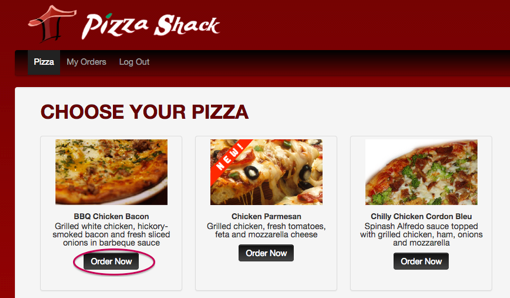 Pizza Shack
Pizza My Orders Log Out
CHOOSE YOUR PIZZA
NEW!
BBQ Chicken Bacon
Grilled white chicken, hickory-
smoked bacon and fresh sliced
onions in barbeque sauce
Order Now
Chicken Parmesan
Grilled chicken, fresh tomatoes,
feta and mozzarella cheese
Order Now
Chilly Chicken Cordon Bleu
Spinash Alfredo sauce topped
with grilled chicken, ham, onions
and mozzarella
Order Now